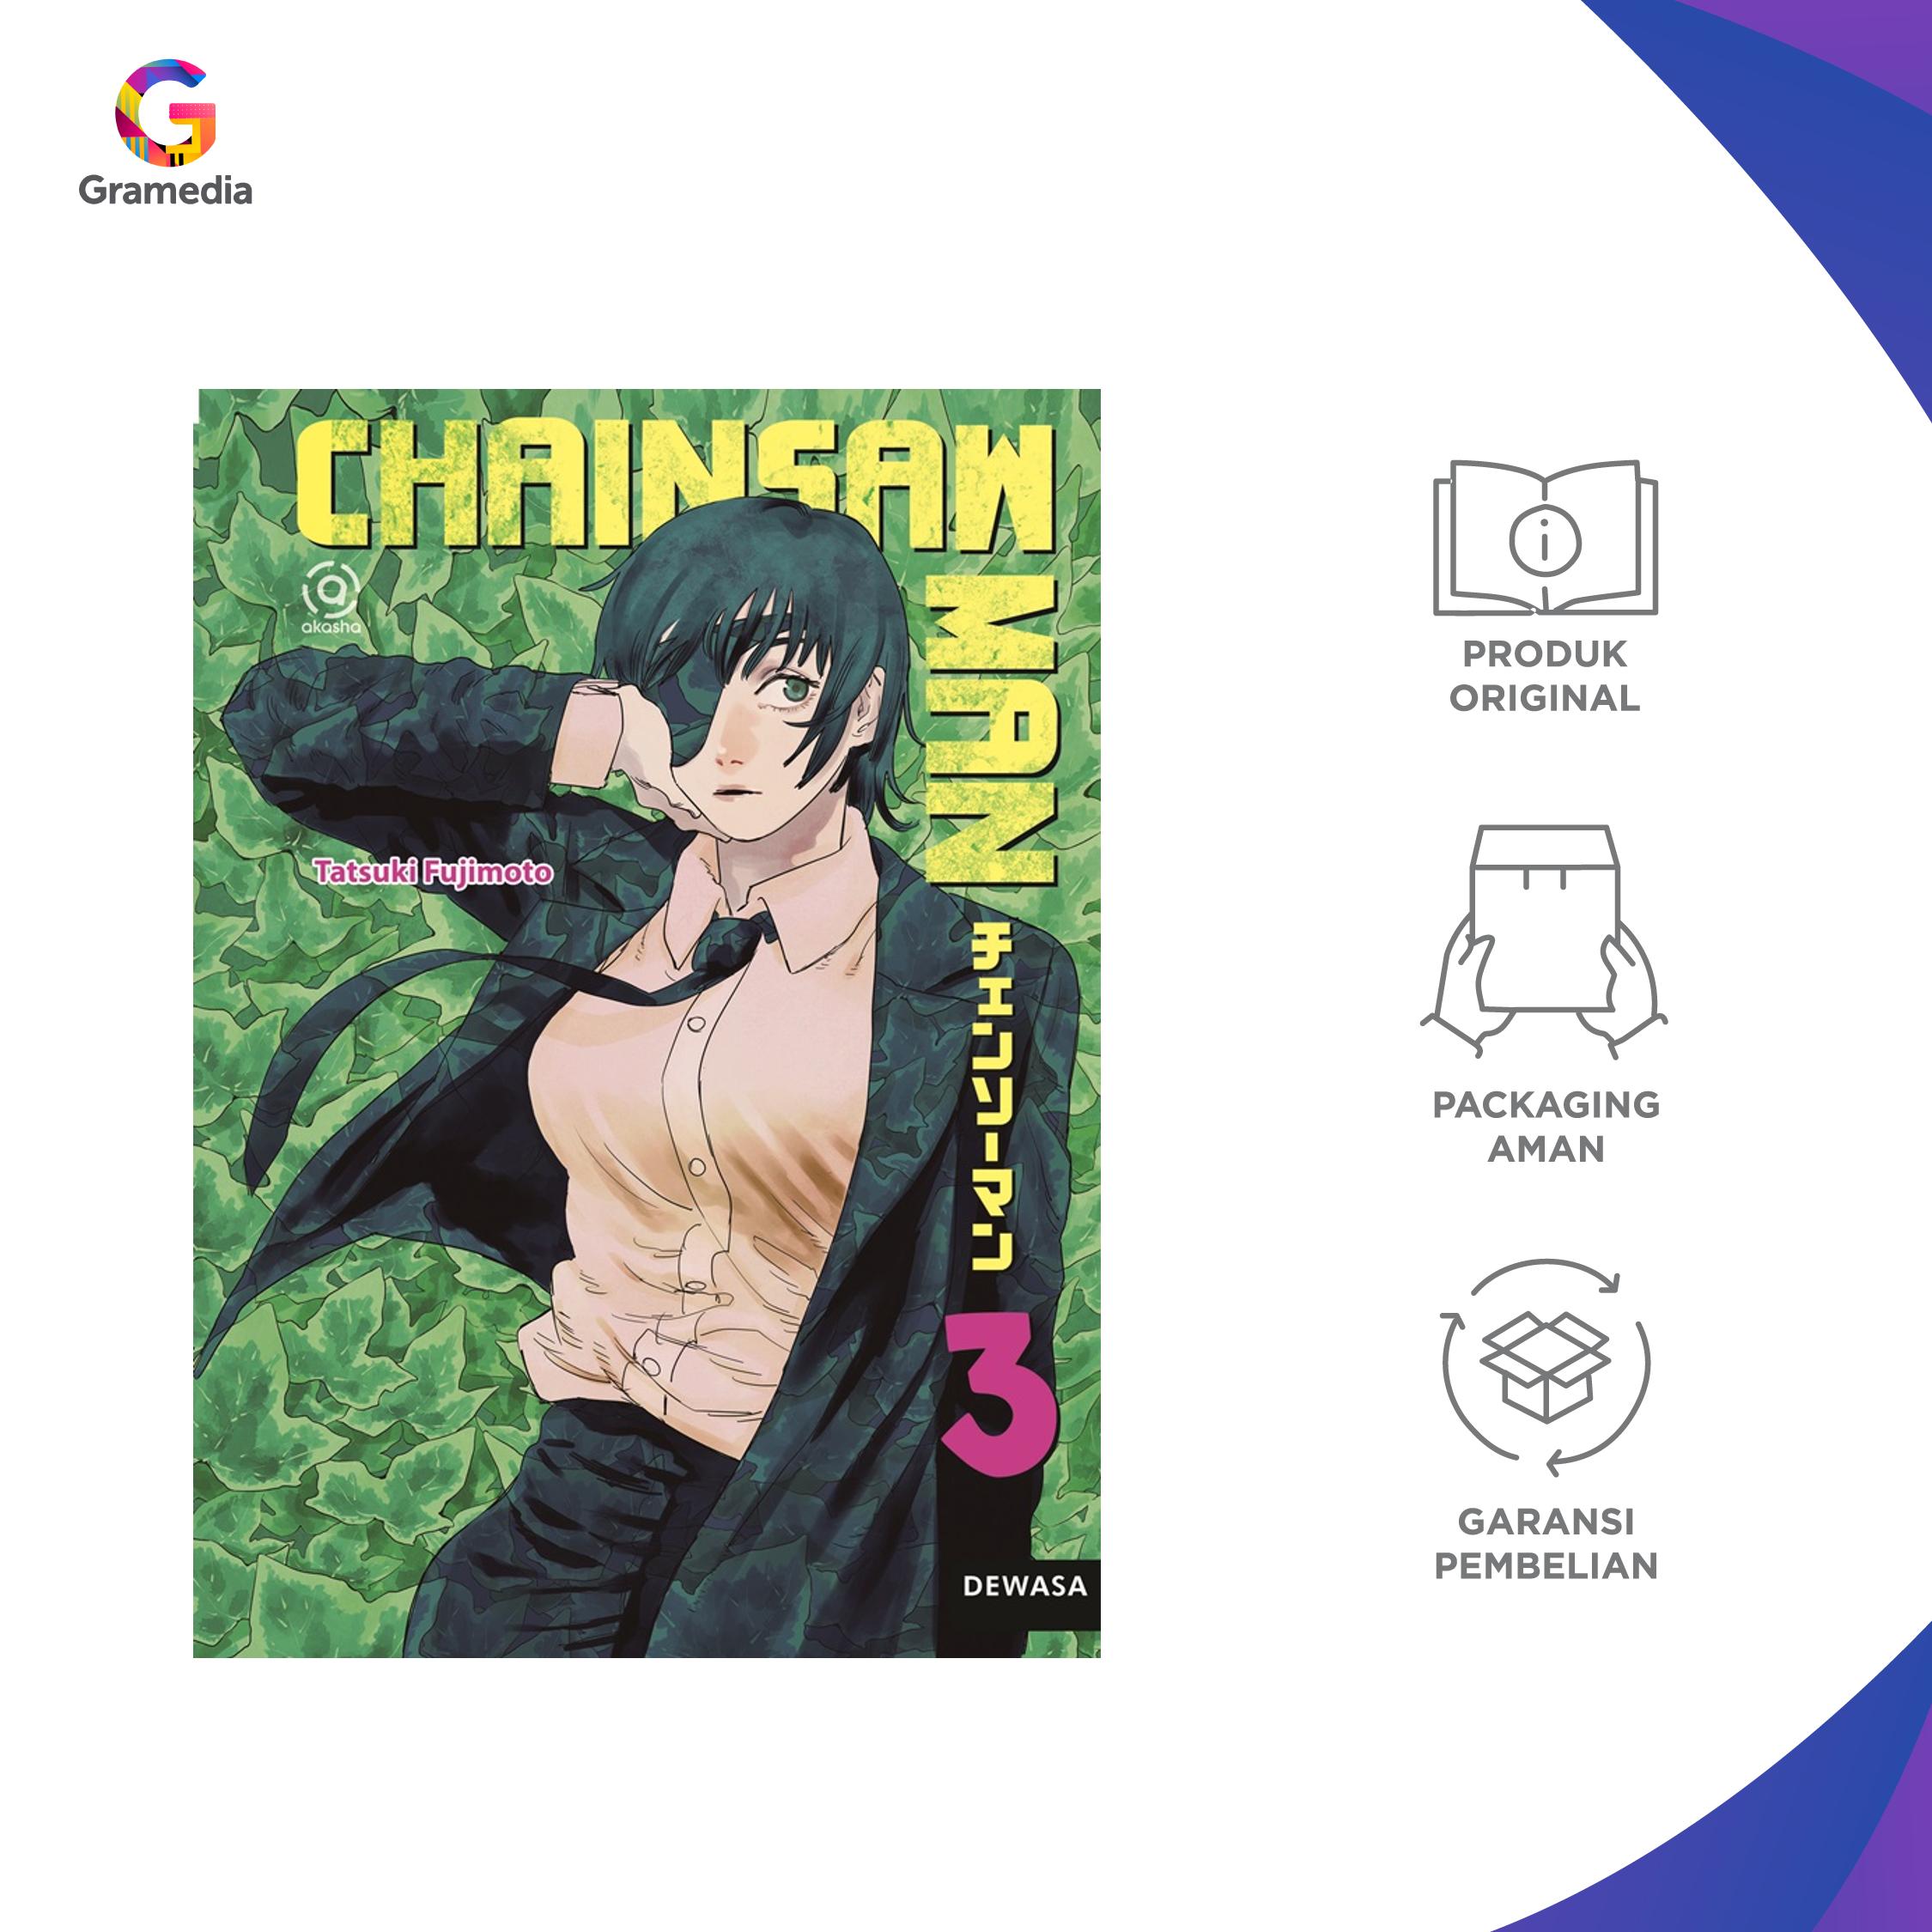 Gramedia
CHAINSAW
MAN
akasha
Tatsuki Fujimoto
チェンソーマン
3
DEWASA
PRODUK
ORIGINAL
PACKAGING
AMAN
GARANSI
PEMBELIAN